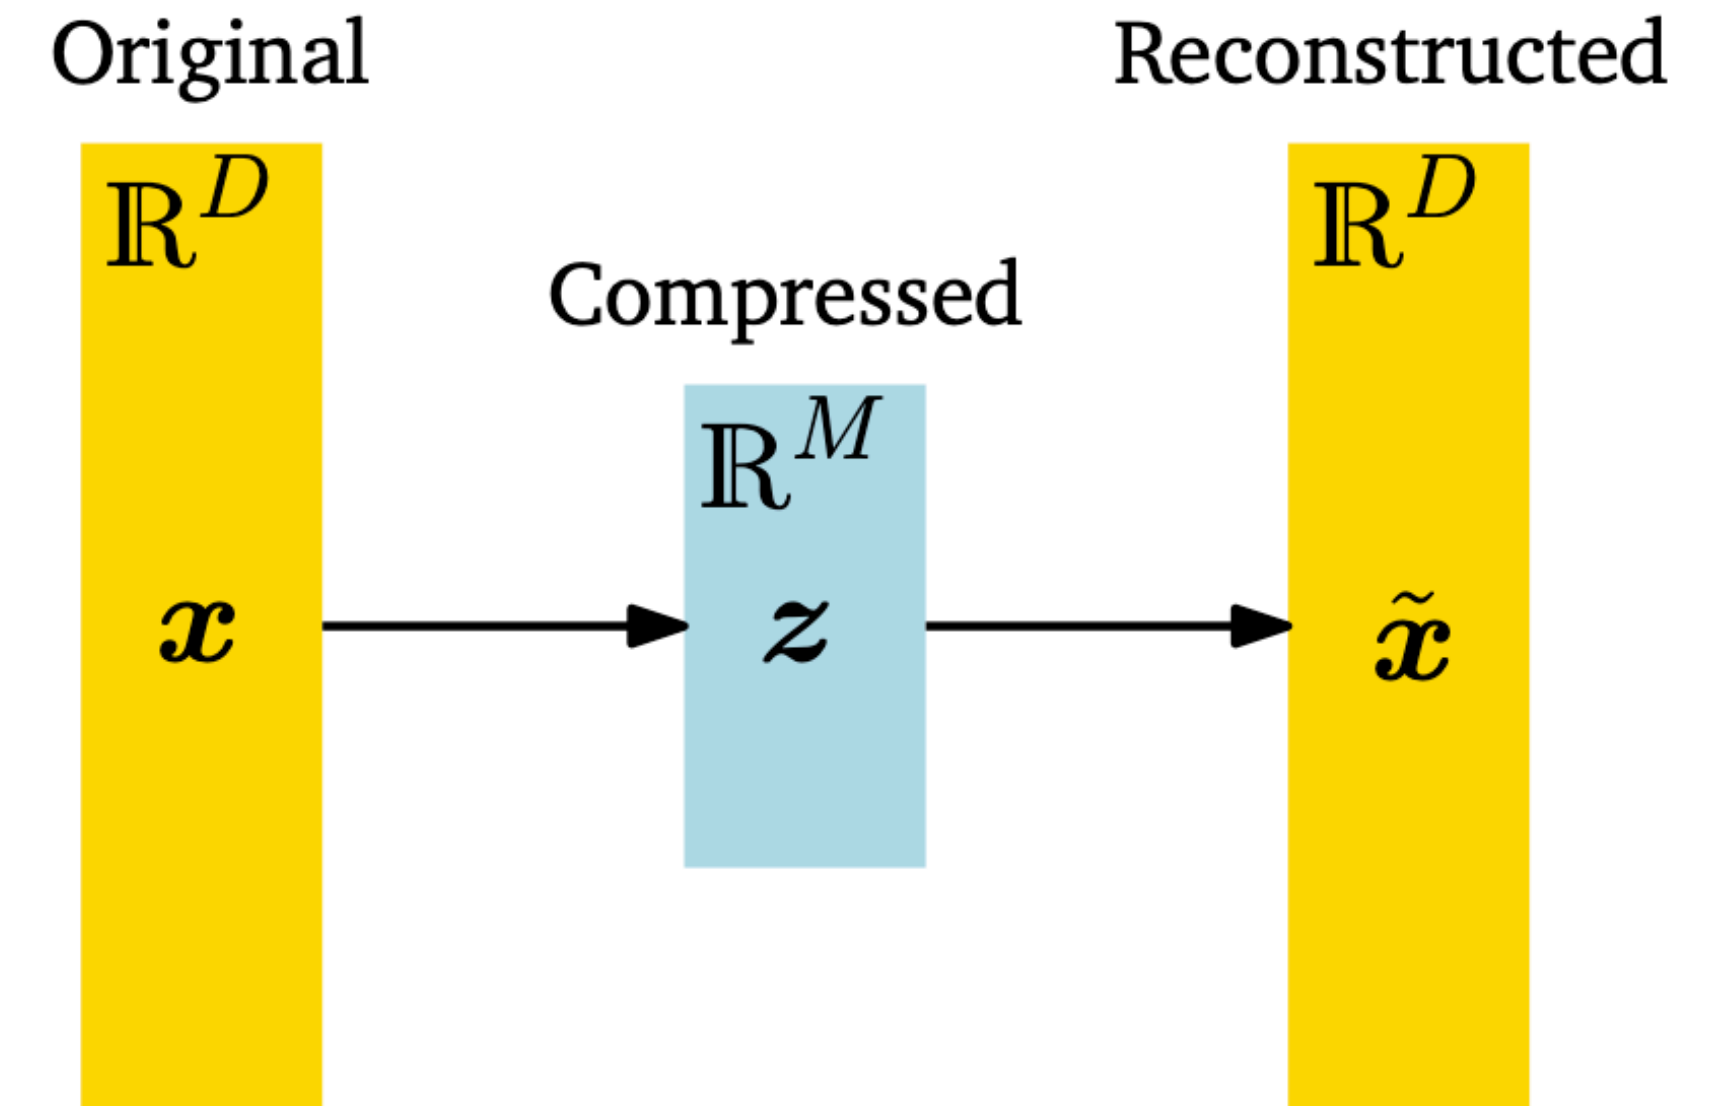 Original
Reconstructed
ℝ^D
ℝ^D
Compressed
ℝ^M
x
z
x̃